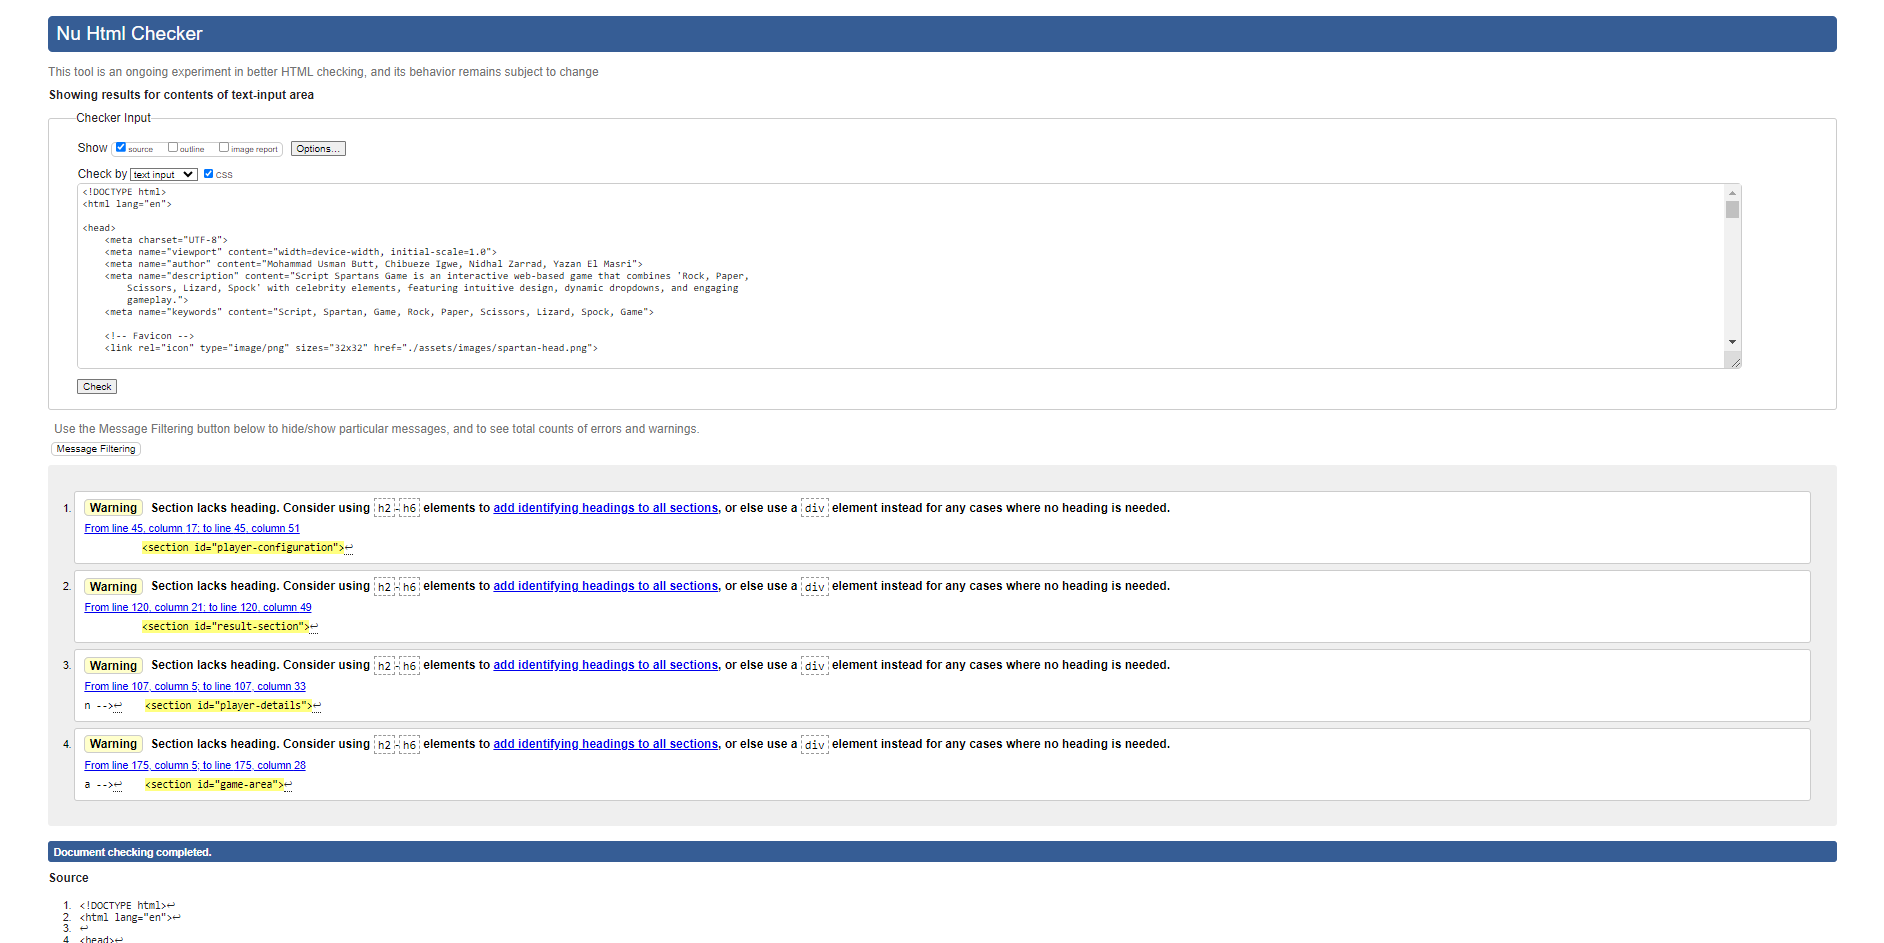 Nu Html Checker
This tool is an ongoing experiment in better HTML checking, and its behavior remains subject to change
Showing results for contents of text-input area
Checker Input
Show source outline image report Options...
Check by text input css
<!DOCTYPE html>
<html lang="en">
<head>
<meta charset="UTF-8">
<meta name="viewport" content="width=device-width, initial-scale=1.0">
<meta name="author" content="Mohammad Usman Butt, Chibueze Igwe, Nidhal Zarrad, Yazan El Masri">
<meta name="description" content="Script Spartans Game is an interactive web-based game that combines 'Rock, Paper,
Scissors, Lizard, Spock' with celebrity elements, featuring intuitive design, dynamic dropdowns, and engaging
gameplay.">
<meta name="keywords" content="Script, Spartan, Game, Rock, Paper, Scissors, Lizard, Spock, Game">
<!-- Favicon -->
<link rel="icon" type="image/png" sizes="32x32" href="./assets/images/spartan-head.png">
Check
Use the Message Filtering button below to hide/show particular messages, and to see total counts of errors and warnings.
Message Filtering
1. Warning Section lacks heading. Consider using h2-h6 elements to add identifying headings to all sections, or else use a div element instead for any cases where no heading is needed.
From line 45, column 17; to line 45, column 51
<section id="player-configuration">↩
2. Warning Section lacks heading. Consider using h2-h6 elements to add identifying headings to all sections, or else use a div element instead for any cases where no heading is needed.
From line 120, column 21; to line 120, column 49
<section id="result-section">↩
3. Warning Section lacks heading. Consider using h2-h6 elements to add identifying headings to all sections, or else use a div element instead for any cases where no heading is needed.
From line 107, column 5; to line 107, column 33
n -->↩ <section id="player-details">↩
4. Warning Section lacks heading. Consider using h2-h6 elements to add identifying headings to all sections, or else use a div element instead for any cases where no heading is needed.
From line 175, column 5; to line 175, column 28
a -->↩ <section id="game-area">↩
Document checking completed.
Source
1. <!DOCTYPE html>↩
2. <html lang="en">↩
3. ↩
4 <head>↩